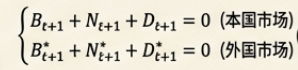 B_{t+1} + N_{t+1} + D_{t+1} = 0 (本国市场)
B^*_{t+1} + N^*_{t+1} + D^*_{t+1} = 0 (外国市场)